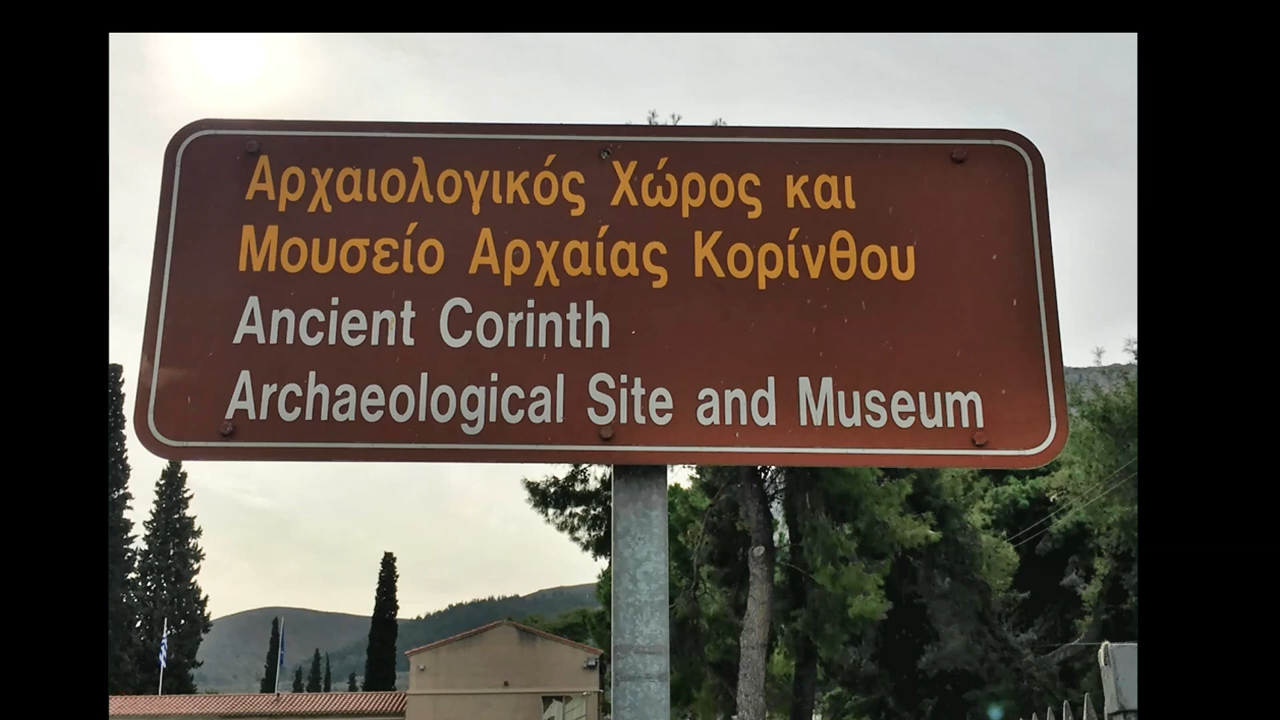 Αρχαιολογικός Χώρος και
Μουσείο Αρχαίας Κορίνθου
Ancient Corinth
Archaeological Site and Museum